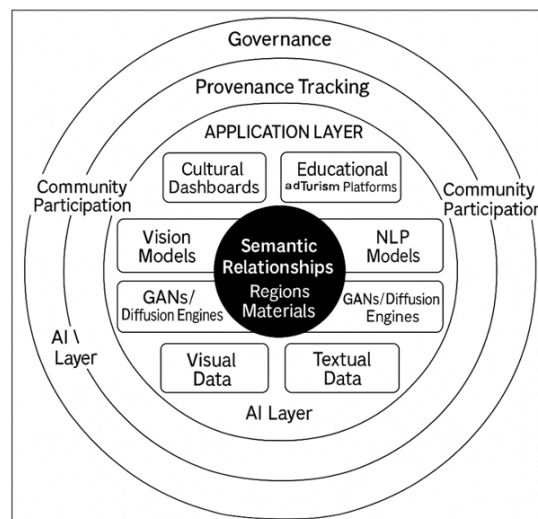 Governance
Provenance Tracking
APPLICATION LAYER
Cultural
Dashboards
Educational
adTurism Platforms
Community
Participation
Community
Participation
Vision
Models
Semantic
Relationships
Regions
Materials
NLP
Models
GANs/
Diffusion Engines
GANs/Diffusion
Engines
AI \
Layer
Visual
Data
Textual
Data
AI Layer